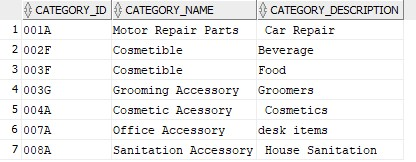 CATEGORY_ID CATEGORY_NAME CATEGORY_DESCRIPTION
1 001A Motor Repair Parts Car Repair
2 002F Cosmetible Beverage
3 003F Cosmetible Food
4 003G Grooming Accessory Groomers
5 004A Cosmetic Acessory Cosmetics
6 007A Office Accessory desk items
7 008A Sanitation Accessory House Sanitation